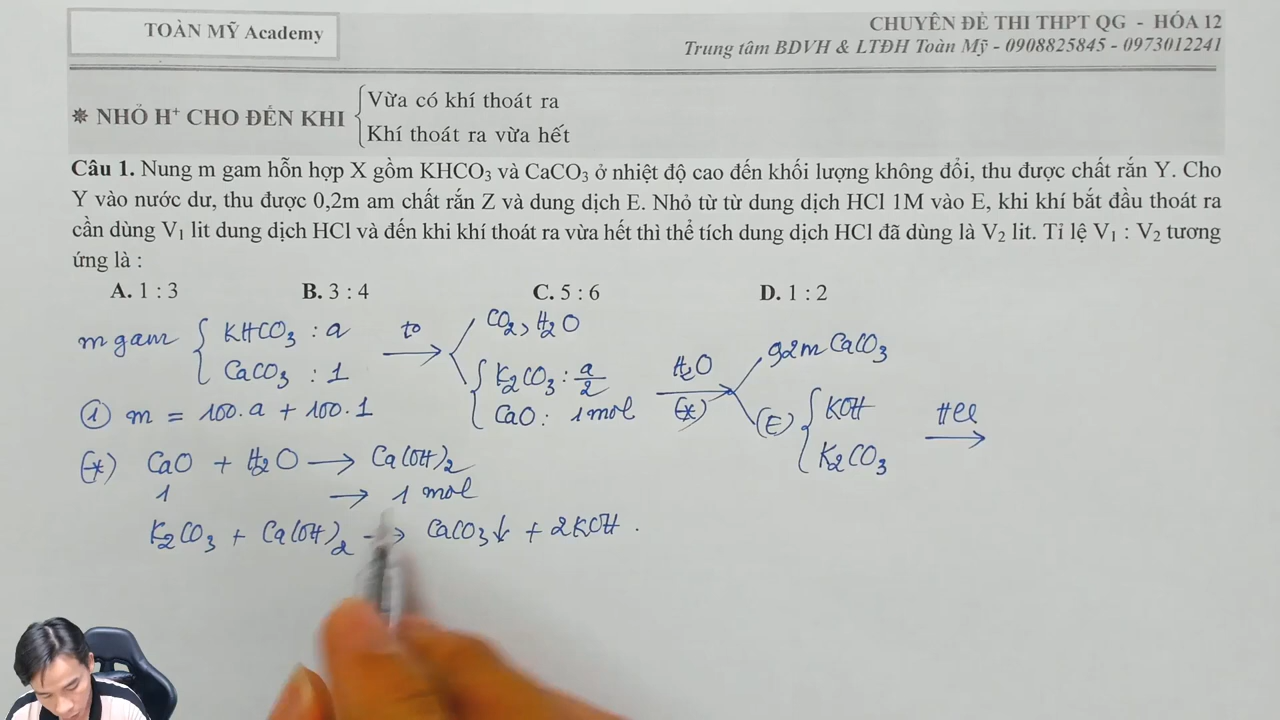 TOÀN MỸ Academy
CHUYÊN ĐỀ THI THPT QG - HÓA 12
Trung tâm BDVH & LTĐH Toàn Mỹ - 0908825845 - 0973012241
✵ NHỎ H⁺ CHO ĐẾN KHI
Vừa có khí thoát ra
Khí thoát ra vừa hết
Câu 1. Nung m gam hỗn hợp X gồm KHCO₃ và CaCO₃ ở nhiệt độ cao đến khối lượng không đổi, thu được chất rắn Y. Cho
Y vào nước dư, thu được 0,2m am chất rắn Z và dung dịch E. Nhỏ từ từ dung dịch HCl 1M vào E, khi khí bắt đầu thoát ra
cần dùng V₁ lit dung dịch HCl và đến khi khí thoát ra vừa hết thì thể tích dung dịch HCl đã dùng là V₂ lit. Tỉ lệ V₁ : V₂ tương
ứng là :
A. 1 : 3 B. 3 : 4 C. 5 : 6 D. 1 : 2
m gam { KHCO₃ : a
CaCO₃ : 1
t° →
CO₂, H₂O
{ K₂CO₃ : a/2
CaO : 1 mol
H₂O
(*)
0,2m CaCO₃
(E) { KOH
K₂CO₃
HCl →
① m = 100.a + 100.1
(*) CaO + H₂O → Ca(OH)₂
1 → 1 mol
K₂CO₃ + Ca(OH)₂ → CaCO₃↓ + 2KOH.